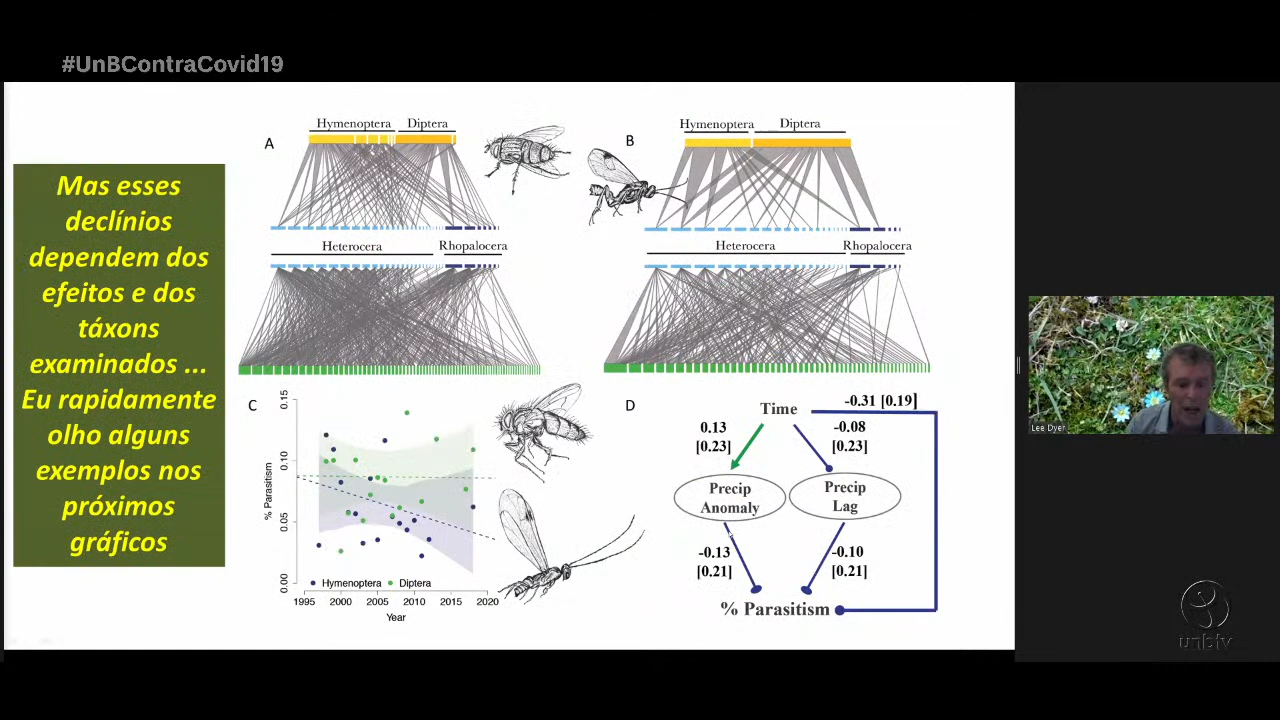 #UnBContraCovid19
Mas esses
declínios
dependem dos
efeitos e dos
táxons
examinados ...
Eu rapidamente
olho alguns
exemplos nos
próximos
gráficos
A
Hymenoptera Diptera
Heterocera Rhopalocera
B
Hymenoptera Diptera
Heterocera Rhopalocera
C
% Parasitism
0.15
0.10
0.05
0.00
Hymenoptera Diptera
1995 2000 2005 2010 2015 2020
Year
D
Time
-0.31 [0.19]
0.13
[0.23]
-0.08
[0.23]
Precip
Anomaly
Precip
Lag
-0.13
[0.21]
-0.10
[0.21]
% Parasitism
Lee Dyer
unbtv